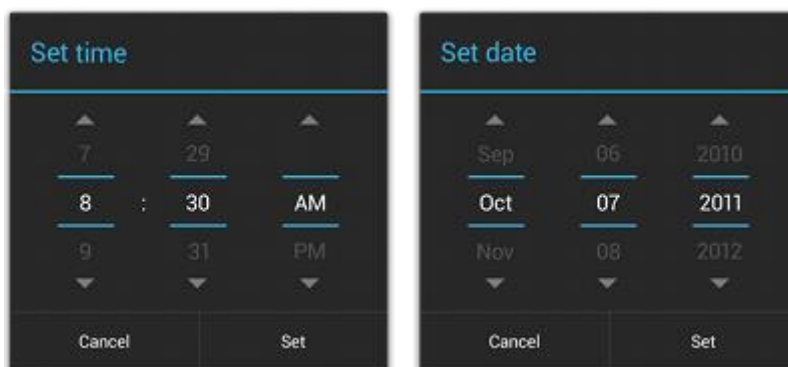 Set time
7 29
8 : 30 AM
9 31 PM
Cancel Set
Set date
Sep 06 2010
Oct 07 2011
Nov 08 2012
Cancel Set